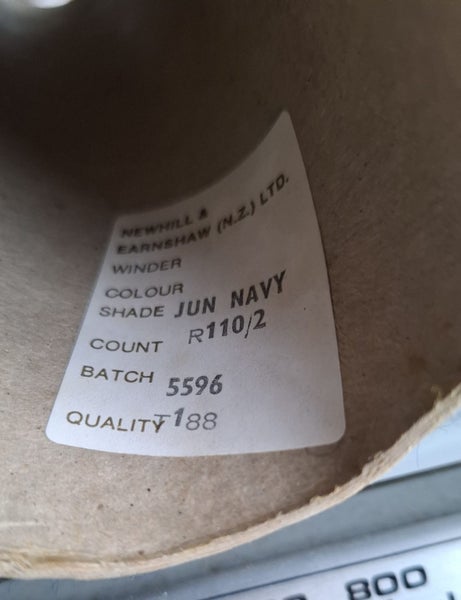 NEWHILL &
EARNSHAW (N.Z.) LTD.
WINDER
COLOUR
SHADE JUN NAVY
COUNT R110/2
BATCH 5596
QUALITY T188
800